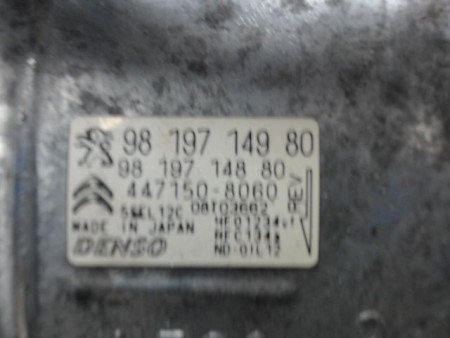 98 197 149 80
98 197 148 80
447150-8060 REV
5SEL12C 08T03662
MADE IN JAPAN HFO1234yf
HFC134a
DENSO ND-OIL12